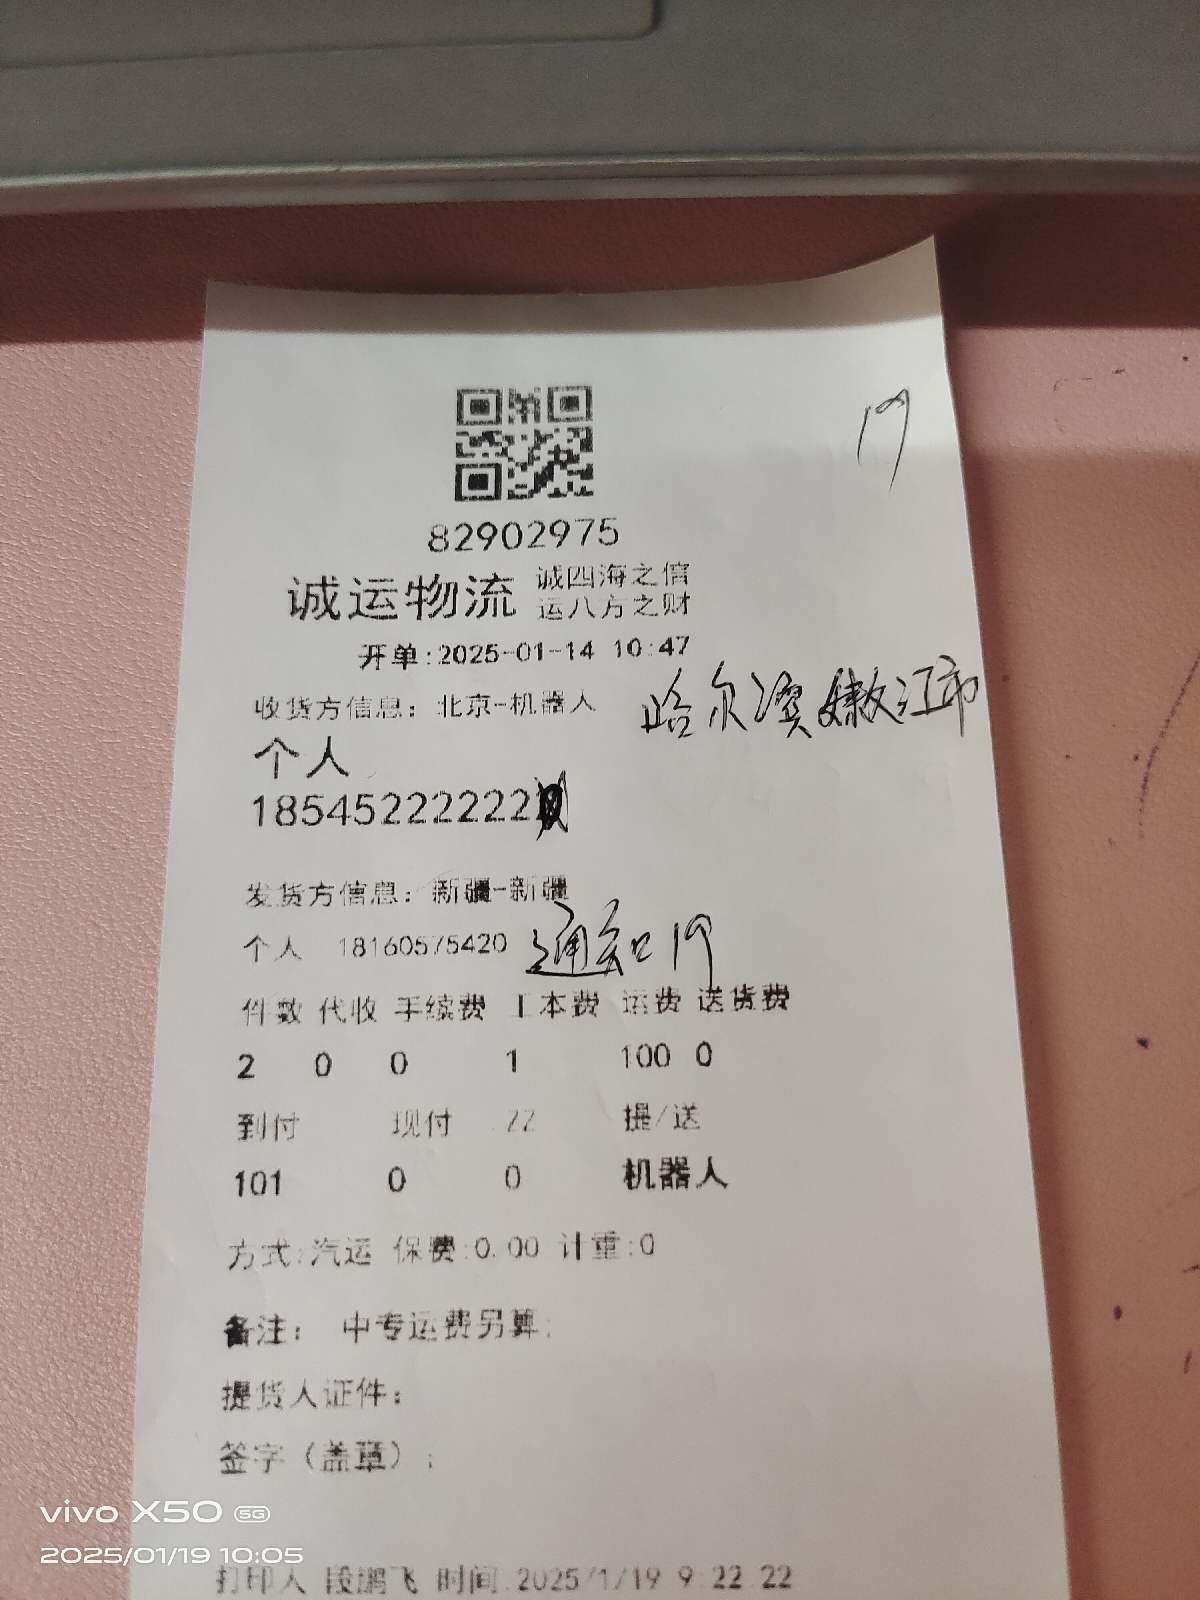 19
82902975
诚运物流 诚四海之信
运八方之财
开单:2025-01-14 10:47
收货方信息：北京-机器人 哈尔滨嫩江市
个人
18545222222
发货方信息：新疆-新疆
个人 18160575420 通知19
件数 代收 手续费 工本费 运费 送货费
2 0 0 1 100 0
到付 现付 提/送
101 0 0 机器人
方式:汽运 保费:0.00 计重:0
备注： 中专运费另算;
提货人证件：
签字（盖章）：
打印人 段鹏飞 时间:2025/1/19 9:22:22
vivo X50 5G
2025/01/19 10:05